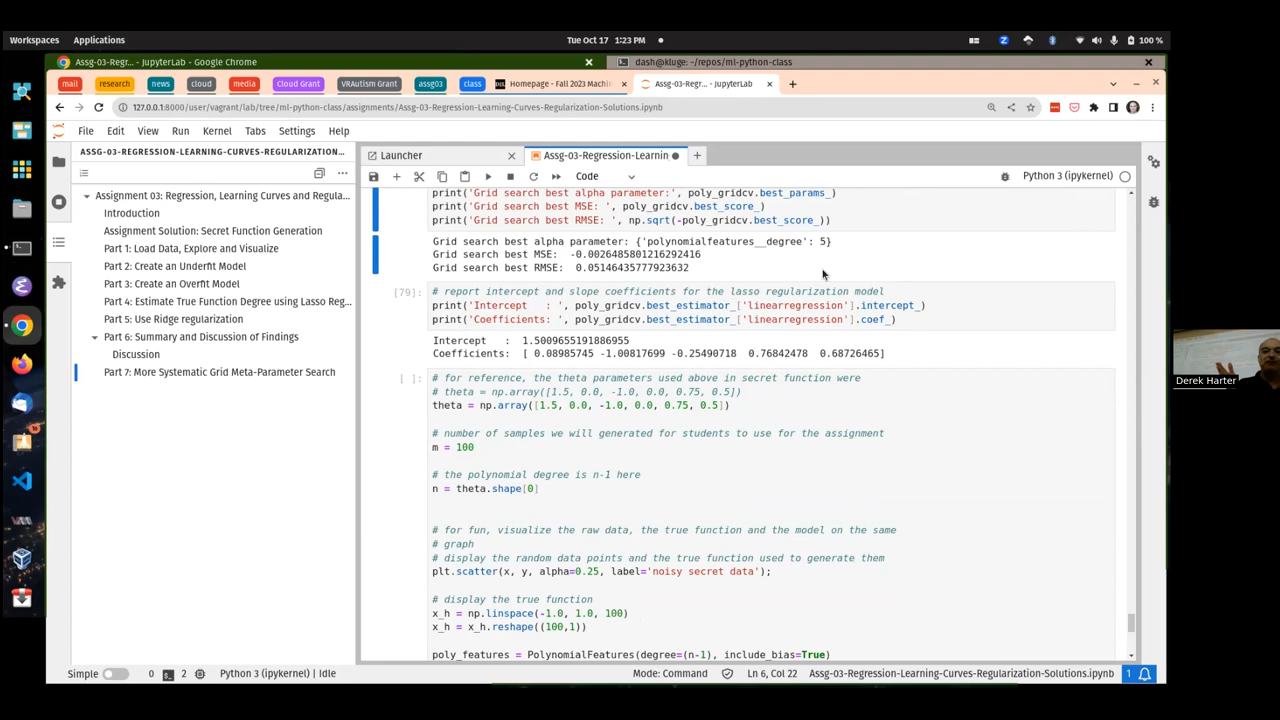 Workspaces Applications Tue Oct 17 1:23 PM 100 %
Assg-03-Regr... - JupyterLab - Google Chrome dash@kluge: ~/repos/ml-python-class
mail research news cloud media Cloud Grant VRAutism Grant assg03 class Homepage - Fall 2023 Machin Assg-03-Regr... - JupyterLab
127.0.0.1:8000/user/vagrant/lab/tree/ml-python-class/assignments/Assg-03-Regression-Learning-Curves-Regularization-Solutions.ipynb
File Edit View Run Kernel Tabs Settings Help
ASSG-03-REGRESSION-LEARNING-CURVES-REGULARIZATION...
Launcher Assg-03-Regression-Learnin
Code Python 3 (ipykernel)
Assignment 03: Regression, Learning Curves and Regula...
Introduction
Assignment Solution: Secret Function Generation
Part 1: Load Data, Explore and Visualize
Part 2: Create an Underfit Model
Part 3: Create an Overfit Model
Part 4: Estimate True Function Degree using Lasso Reg...
Part 5: Use Ridge regularization
Part 6: Summary and Discussion of Findings
Discussion
Part 7: More Systematic Grid Meta-Parameter Search
print('Grid search best alpha parameter:', poly_gridcv.best_params_)
print('Grid search best MSE: ', poly_gridcv.best_score_)
print('Grid search best RMSE: ', np.sqrt(-poly_gridcv.best_score_))
Grid search best alpha parameter: {'polynomialfeatures__degree': 5}
Grid search best MSE: -0.0026485801216292416
Grid search best RMSE: 0.05146435777923632
[79]: # report intercept and slope coefficients for the lasso regularization model
print('Intercept : ', poly_gridcv.best_estimator_['linearregression'].intercept_)
print('Coefficients: ', poly_gridcv.best_estimator_['linearregression'].coef_)
Intercept : 1.5009655191886955
Coefficients: [ 0.08985745 -1.00817699 -0.25490718 0.76842478 0.68726465]
[ ]: # for reference, the theta parameters used above in secret function were
# theta = np.array([1.5, 0.0, -1.0, 0.0, 0.75, 0.5])
theta = np.array([1.5, 0.0, -1.0, 0.0, 0.75, 0.5])
# number of samples we will generated for students to use for the assignment
m = 100
# the polynomial degree is n-1 here
n = theta.shape[0]
# for fun, visualize the raw data, the true function and the model on the same
# graph
# display the random data points and the true function used to generate them
plt.scatter(x, y, alpha=0.25, label='noisy secret data');
# display the true function
x_h = np.linspace(-1.0, 1.0, 100)
x_h = x_h.reshape((100,1))
poly_features = PolynomialFeatures(degree=(n-1), include_bias=True)
Simple 0 2 Python 3 (ipykernel) | Idle Mode: Command Ln 6, Col 22 Assg-03-Regression-Learning-Curves-Regularization-Solutions.ipynb 1
Derek Harter